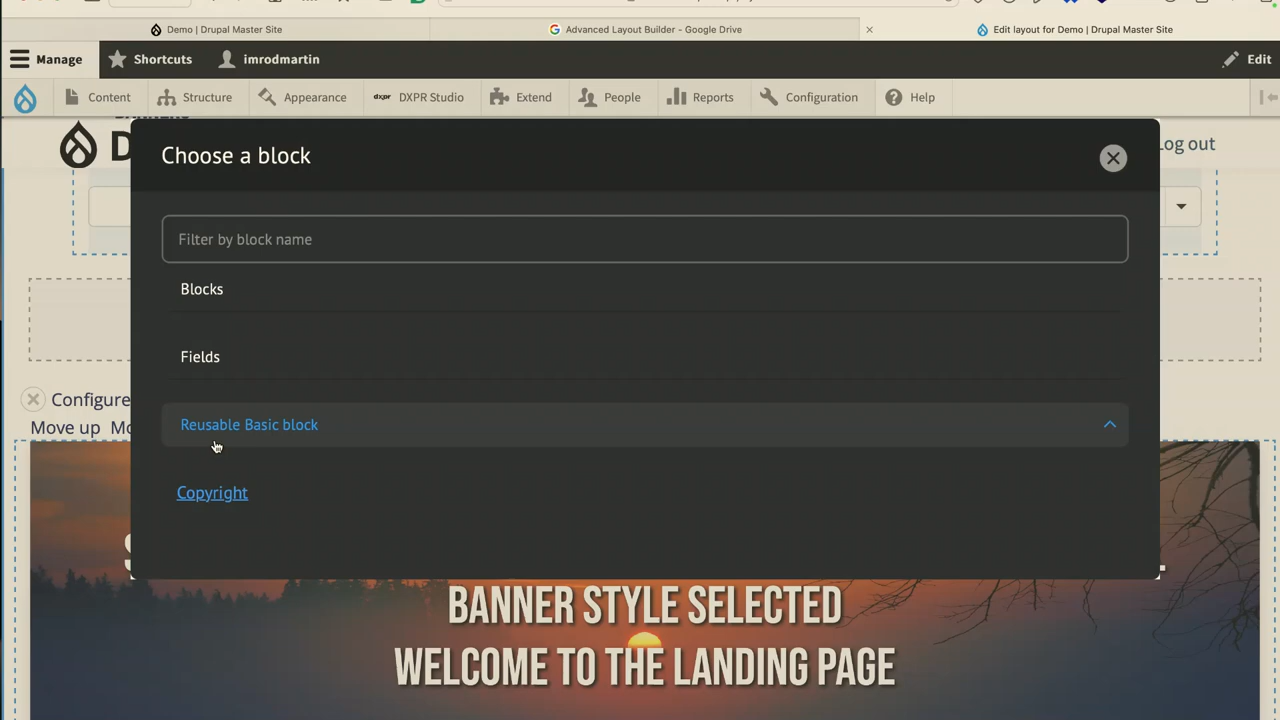 Demo | Drupal Master Site
Advanced Layout Builder - Google Drive
Edit layout for Demo | Drupal Master Site
Manage
Shortcuts
imrodmartin
Edit
Content
Structure
Appearance
dxpr DXPR Studio
Extend
People
Reports
Configuration
Help
D
Log out
Choose a block
Filter by block name
Blocks
Fields
Reusable Basic block
Copyright
Configure
Move up
BANNER STYLE SELECTED
WELCOME TO THE LANDING PAGE